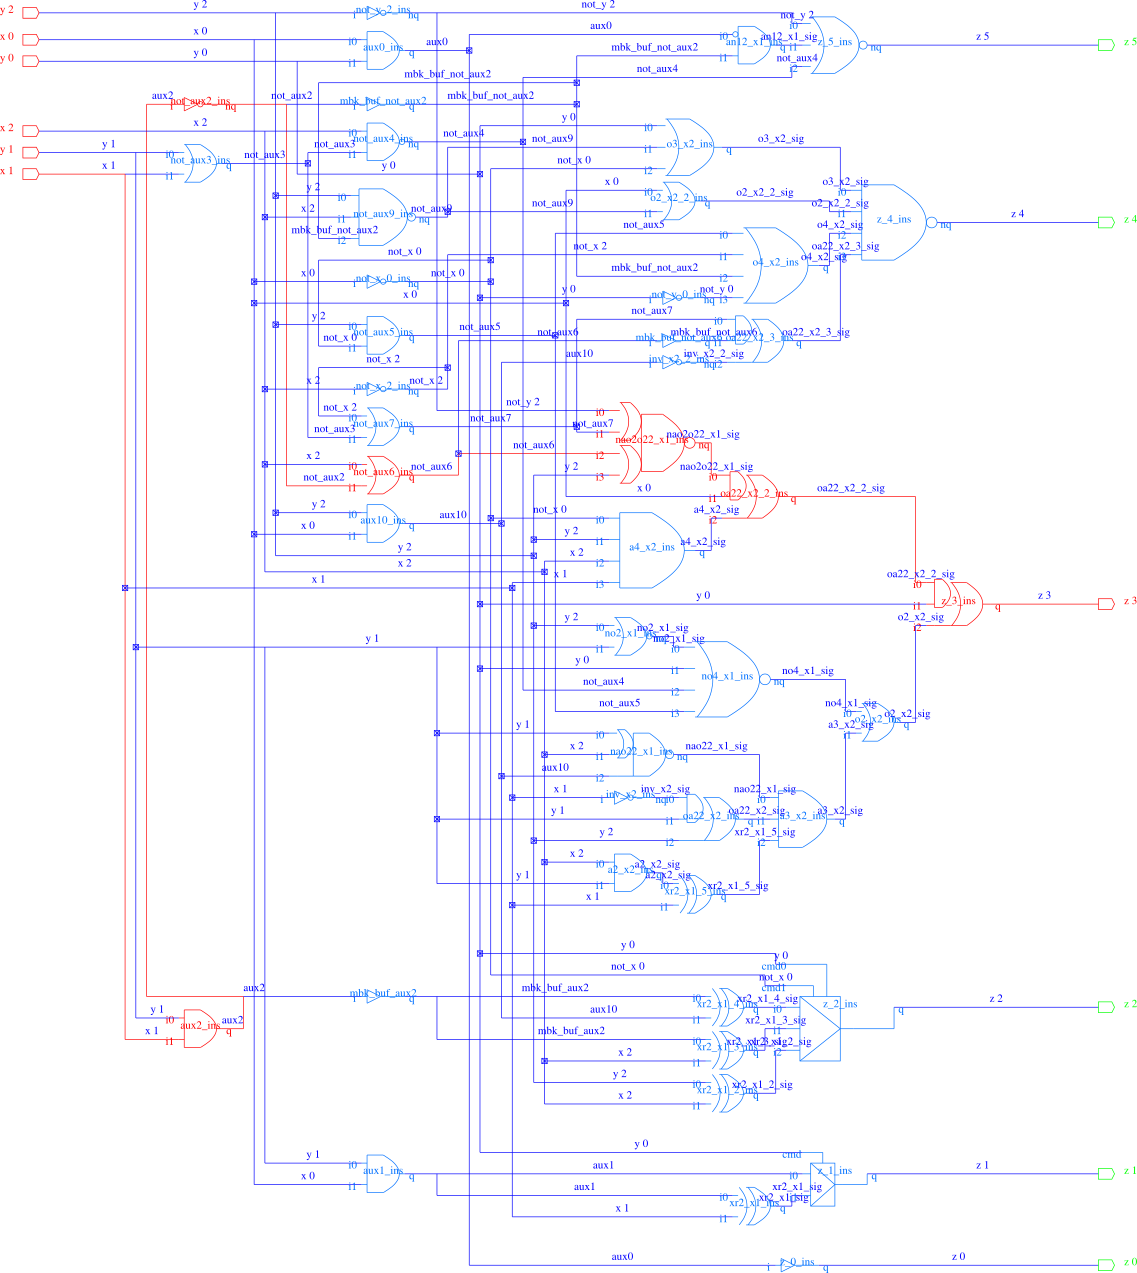 y 2 y 2 i not_y_2_ins nq not_y 2 not_y 2
x 0 x 0 i0 aux0_ins aux0 aux0 i0 i0 an12_x1_sig z_5_ins nq z 5 z 5
y 0 y 0 i1 q mbk_buf_not_aux2 i1 an12_x1_ins q i1 not_aux4
mbk_buf_not_aux2 not_aux4 i2
aux2 not_aux2_ins nq not_aux2 i mbk_buf_not_aux2 mbk_buf_not_aux2
x 2 x 2 i0 not_aux4_ins not_aux4 y 0 i0 o3_x2_ins q o3_x2_sig
y 1 y 1 i0 not_aux3_ins not_aux3 not_aux3 i1 q not_aux9 i1
x 1 x 1 i1 q y 0 not_x 0 i2 o3_x2_sig
y 2 i0 x 0 i0 o2_x2_2_ins o2_x2_2_sig i0 o2_x2_2_sig
x 2 i1 not_aux9_ins nq not_aux9 not_aux9 i1 q i1 z_4_ins nq z 4 z 4
mbk_buf_not_aux2 i2 not_aux5 i0 o4_x2_sig i2
not_x 0 not_x 2 i1 o4_x2_ins q o4_x2_sig oa22_x2_3_sig i3
x 0 i not_x_0_ins nq not_x 0 mbk_buf_not_aux2 i2
x 0 y 0 i not_y_0_ins nq not_y 0 i3
y 2 i0 not_aux5_ins not_aux5 not_aux6 not_aux7 i0
not_x 0 i1 q i mbk_buf_not_aux6 i1 oa22_x2_3_ins q oa22_x2_3_sig
not_x 2 aux10 i inv_x2_2_ins nq inv_x2_2_sig i2
x 2 i not_x_2_ins nq not_x 2
not_x 2 i0 not_aux7_ins q not_aux7 not_y 2 i0
not_aux3 i1 not_aux7 i1 nao2o22_x1_ins nq nao2o22_x1_sig
x 2 i0 not_aux6_ins not_aux6 not_aux6 i2 nao2o22_x1_sig i0
not_aux2 i1 q y 2 i3 x 0 i1 oa22_x2_2_ins q oa22_x2_2_sig
y 2 i0 aux10_ins aux10 not_x 0 i0 a4_x2_sig i2
x 0 i1 q y 2 i1 a4_x2_ins q a4_x2_sig
y 2 x 2 i2
x 2 x 1 i3 oa22_x2_2_sig i0
x 1 y 0 i1 z_3_ins q z 3 z 3
y 2 i0 no2_x1_ins nq no2_x1_sig o2_x2_sig i2
y 1 i1 no2_x1_sig i0
y 0 i1 no4_x1_ins nq no4_x1_sig
not_aux4 i2
not_aux5 i3 no4_x1_sig i0 o2_x2_ins q o2_x2_sig
y 1 i0 a3_x2_sig i1
x 2 i1 nao22_x1_ins nq nao22_x1_sig
aux10 i2
x 1 i inv_x2_ins nq inv_x2_sig i0 nao22_x1_sig i0
y 1 i1 oa22_x2_ins q oa22_x2_sig i1 a3_x2_ins q a3_x2_sig
y 2 i2 xr2_x1_5_sig i2
x 2 i0 a2_x2_ins q a2_x2_sig
y 1 i1 a2_x2_sig i0 xr2_x1_5_ins q xr2_x1_5_sig
x 1 i1
y 0 y 0
not_x 0 cmd0 not_x 0 cmd1
aux2 i mbk_buf_aux2 mbk_buf_aux2 i0 xr2_x1_4_ins q xr2_x1_4_sig i0 z_2_ins q z 2 z 2
y 1 i0 aux2_ins aux2 aux10 i1 xr2_x1_3_sig i1
x 1 i1 q mbk_buf_aux2 i0 xr2_x1_3_ins q xr2_x1_3_sig xr2_x1_2_sig i2
x 2 i1
y 2 i0 xr2_x1_2_ins q xr2_x1_2_sig
x 2 i1
y 0 cmd
y 1 i0 aux1_ins aux1 i0 z_1_ins q z 1 z 1
x 0 i1 q aux1 i0 xr2_x1_ins q xr2_x1_sig xr2_x1_sig i1
x 1 i1
aux0 i z_0_ins q z 0 z 0